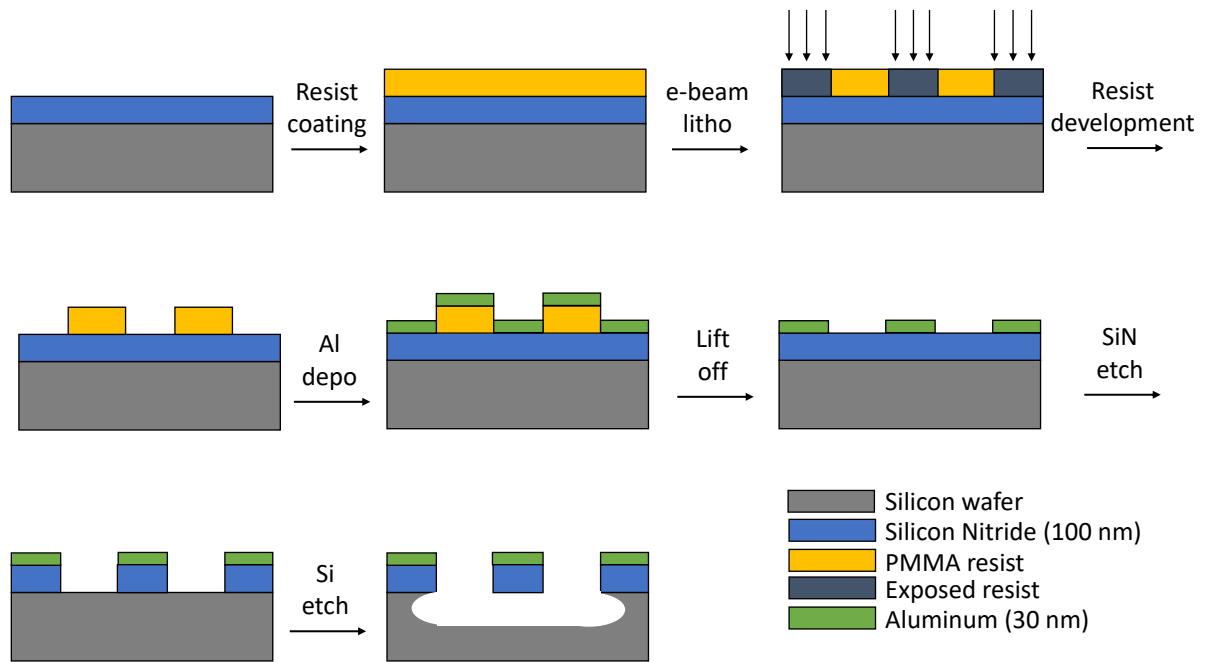 Resist
coating
e-beam
litho
Resist
development
Al
depo
Lift
off
SiN
etch
Si
etch
Silicon wafer
Silicon Nitride (100 nm)
PMMA resist
Exposed resist
Aluminum (30 nm)